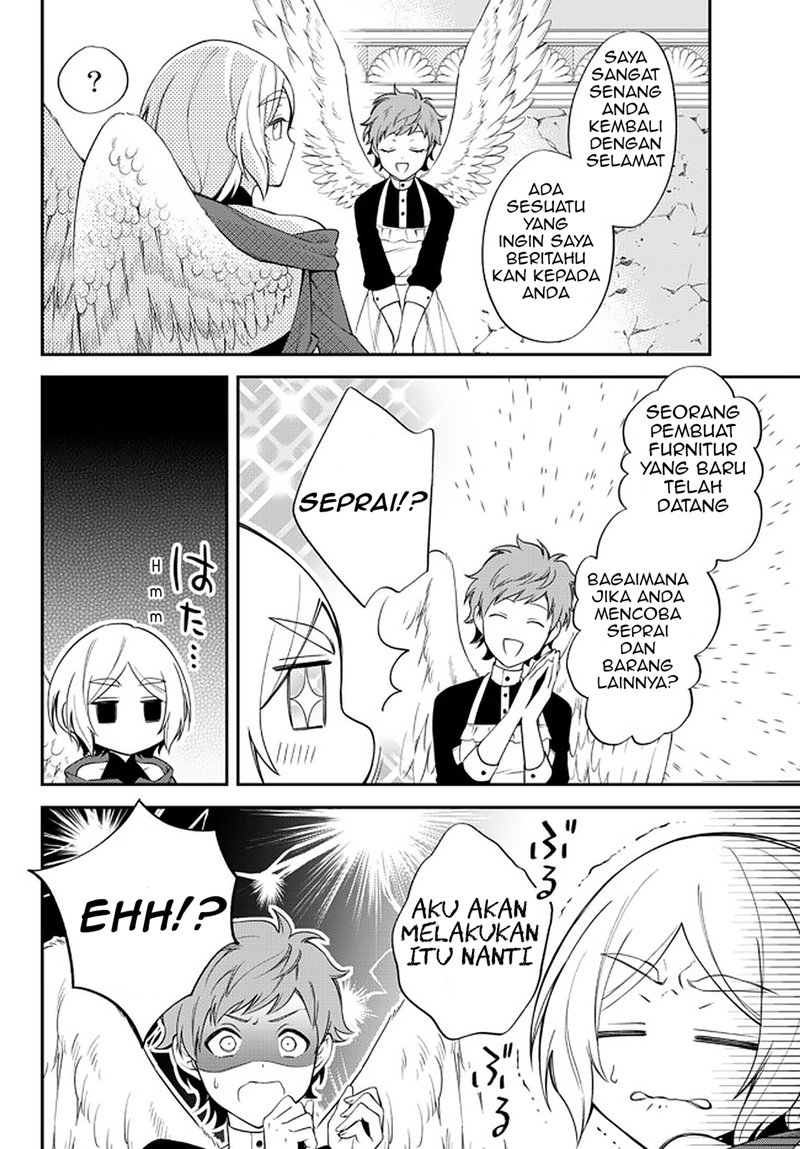 SAYA
SANGAT
SENANG
ANDA
KEMBALI
DENGAN
SELAMAT
ADA
SESUATU
YANG
INGIN SAYA
BERITAHU
KAN KEPADA
ANDA
?
SEORANG
PEMBUAT
FURNITUR
YANG BARU
TELAH
DATANG
BAGAIMANA
JIKA ANDA
MENCOBA
SEPRAI
DAN
BARANG
LAINNYA?
SEPRAI!?
はた…
Hmm
ぶる
ぶる
AKU AKAN
MELAKUKAN
ITU NANTI
EHH!?